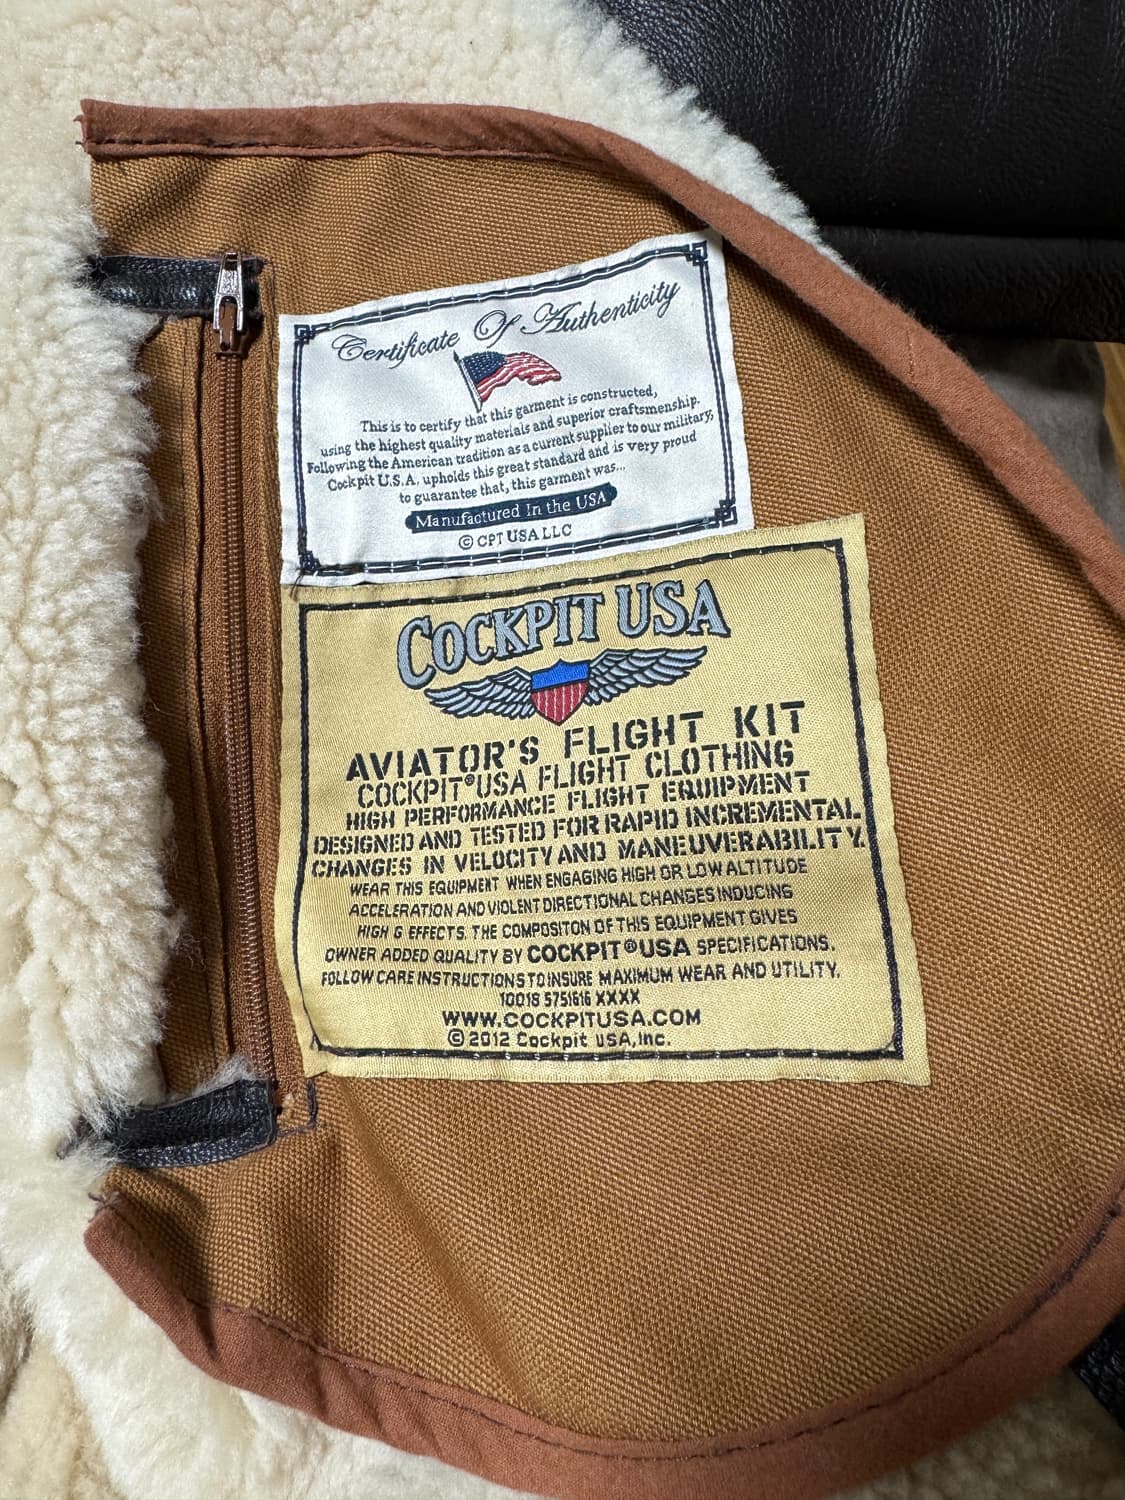 Certificate Of Authenticity
This is to certify that this garment is constructed,
using the highest quality materials and superior craftsmenship.
Following the American tradition as a current supplier to our military,
Cockpit U.S.A. upholds this great standard and is very proud
to guarantee that, this garment was...
Manufactured In the USA
© CPT USA LLC
COCKPIT USA
AVIATOR'S FLIGHT KIT
COCKPIT®USA FLIGHT CLOTHING
HIGH PERFORMANCE FLIGHT EQUIPMENT
DESIGNED AND TESTED FOR RAPID INCREMENTAL
CHANGES IN VELOCITY AND MANEUVERABILITY.
WEAR THIS EQUIPMENT WHEN ENGAGING HIGH OR LOW ALTITUDE
ACCELERATION AND VIOLENT DIRECTIONAL CHANGES INDUCING
HIGH G EFFECTS. THE COMPOSITON OF THIS EQUIPMENT GIVES
OWNER ADDED QUALITY BY COCKPIT®USA SPECIFICATIONS.
FOLLOW CARE INSTRUCTIONS TO INSURE MAXIMUM WEAR AND UTILITY.
10018 5751616 XXXX
WWW.COCKPITUSA.COM
© 2012 Cockpit USA, Inc.